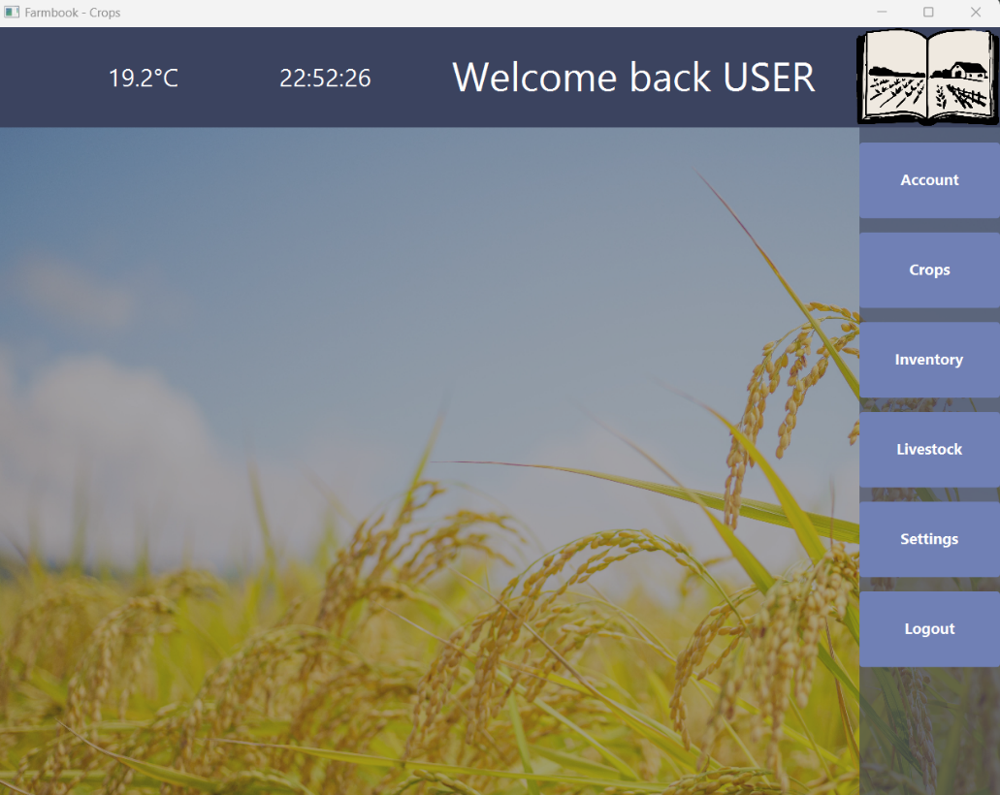 Farmbook - Crops
19.2°C
22:52:26
Welcome back USER
Account
Crops
Inventory
Livestock
Settings
Logout